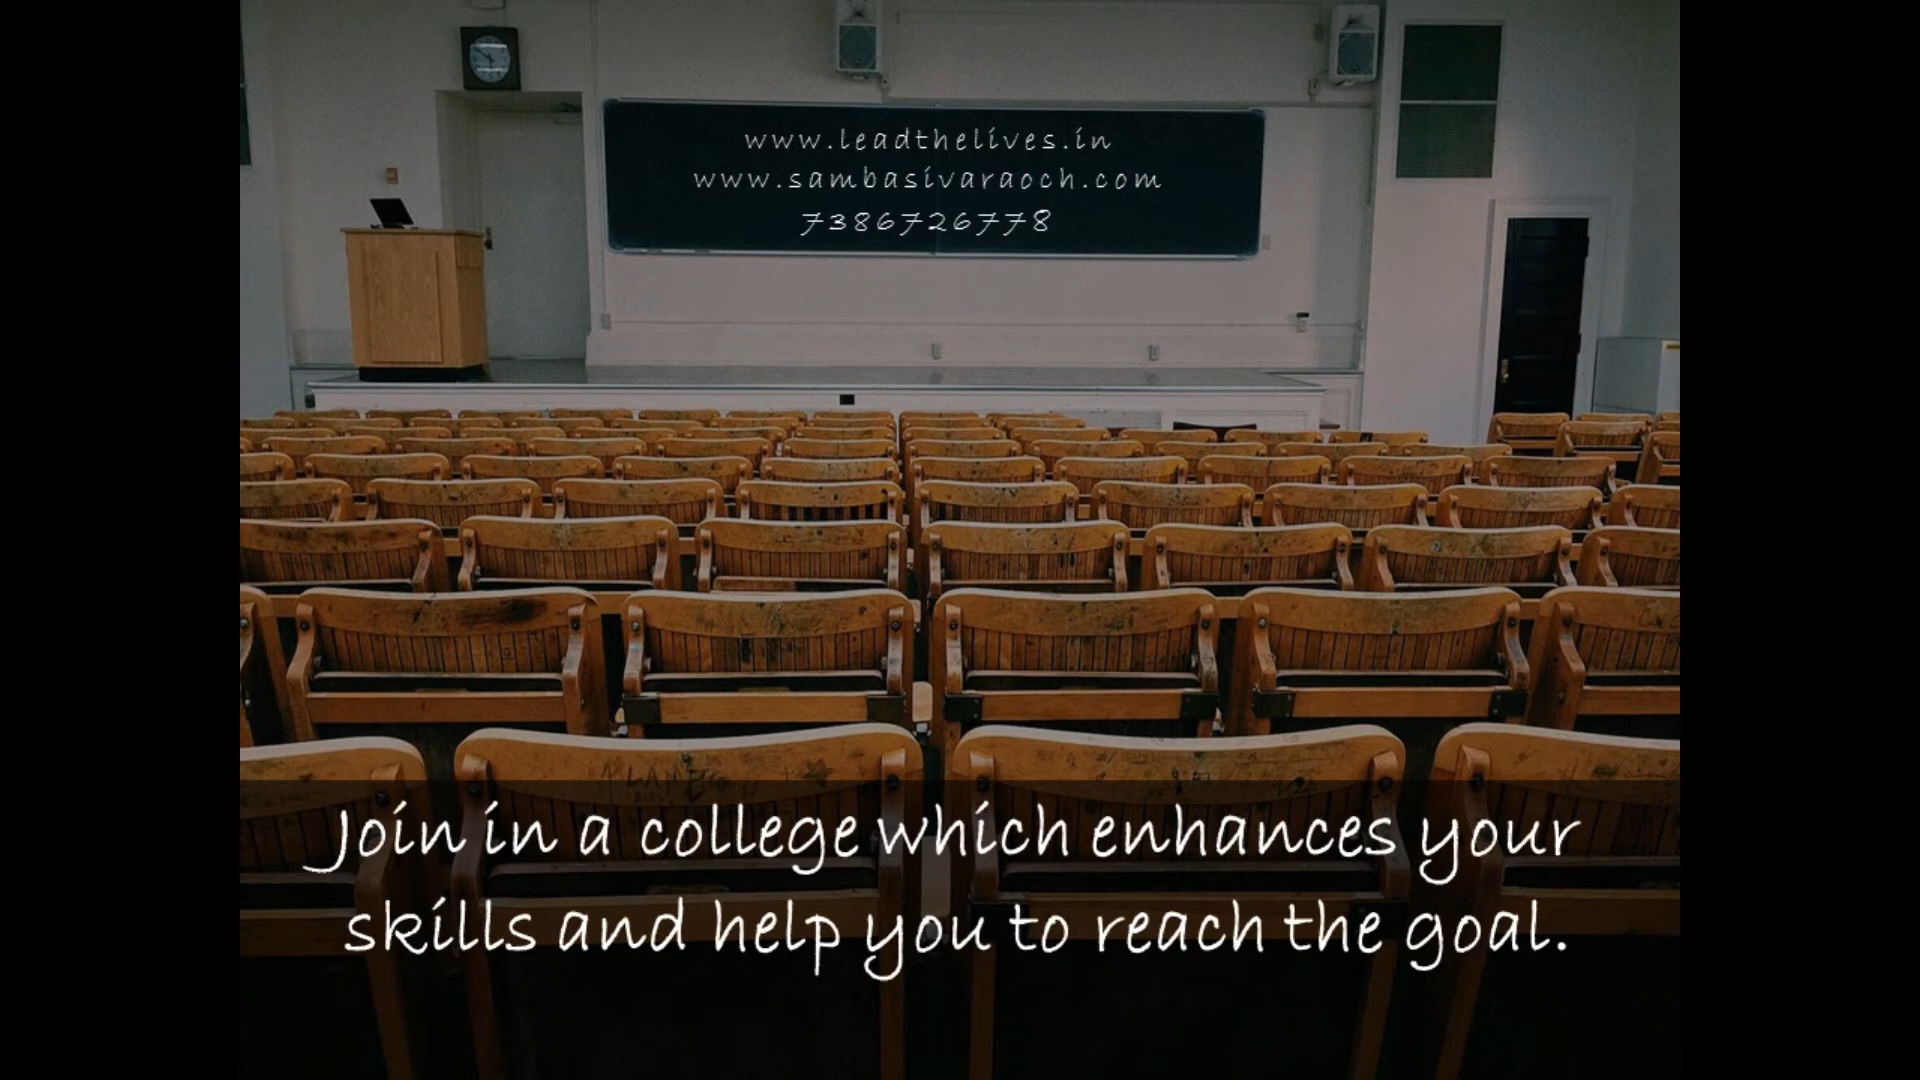 www.leadthelives.in
www.sambasivaraoch.com
7386726778
Join in a college which enhances your
skills and help you to reach the goal.